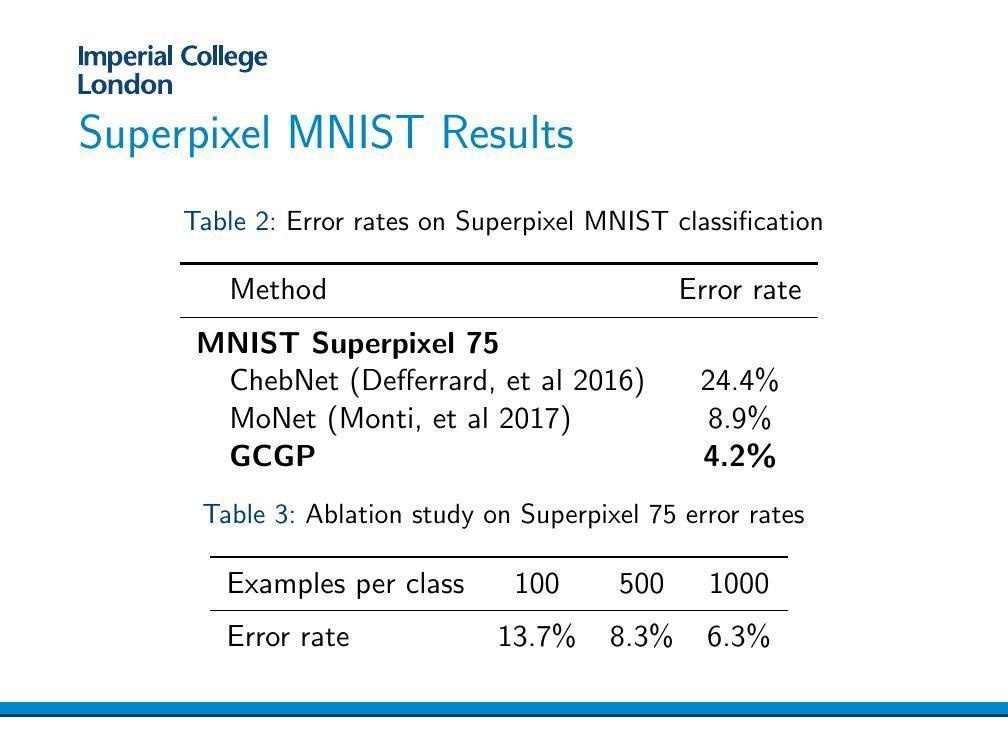 Imperial College
London
Superpixel MNIST Results
Table 2: Error rates on Superpixel MNIST classification
Method Error rate
MNIST Superpixel 75
ChebNet (Defferrard, et al 2016) 24.4%
MoNet (Monti, et al 2017) 8.9%
GCGP 4.2%
Table 3: Ablation study on Superpixel 75 error rates
Examples per class 100 500 1000
Error rate 13.7% 8.3% 6.3%